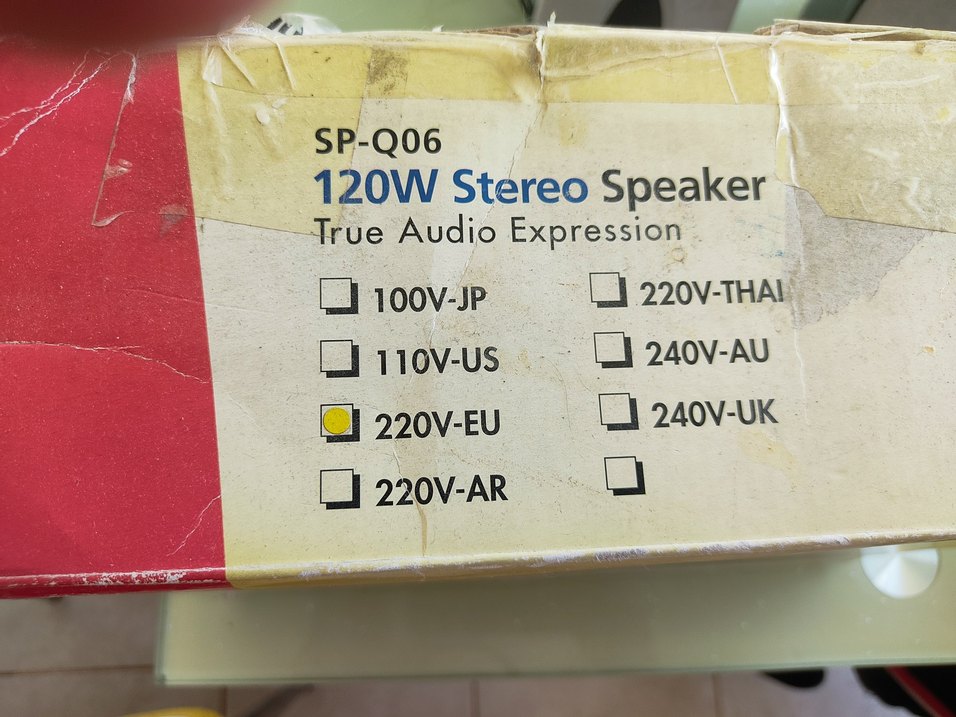 SP-Q06
120W Stereo Speaker
True Audio Expression
100V-JP
110V-US
220V-EU
220V-AR
220V-THAI
240V-AU
240V-UK